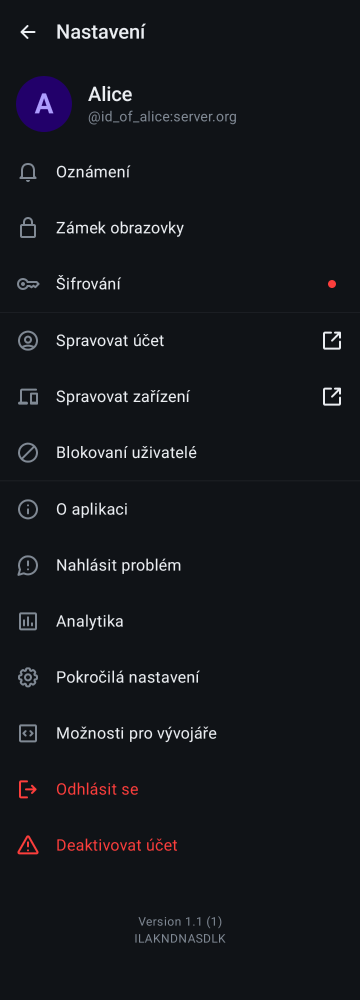 Nastavení
A
Alice
@id_of_alice:server.org
Oznámení
Zámek obrazovky
Šifrování
Spravovat účet
Spravovat zařízení
Blokovaní uživatelé
O aplikaci
Nahlásit problém
Analytika
Pokročilá nastavení
Možnosti pro vývojáře
Odhlásit se
Deaktivovat účet
Version 1.1 (1)
ILAKNDNASDLK